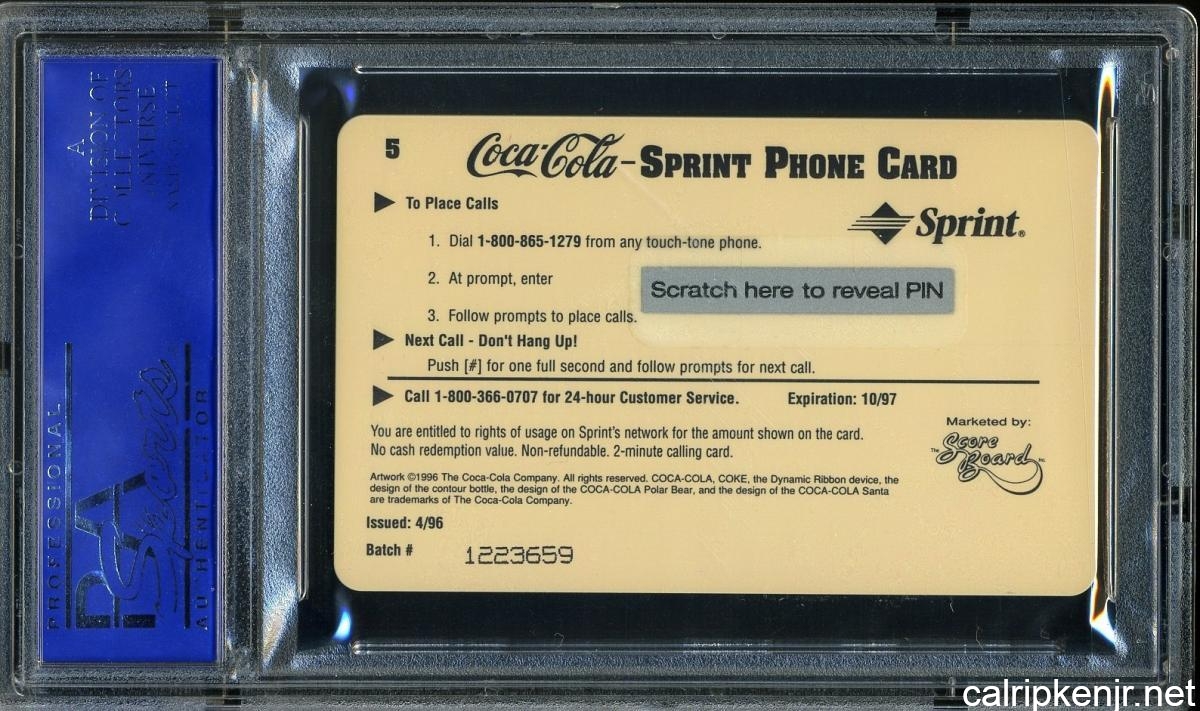 A
DIVISION OF
COLLECTORS
UNIVERSE
NASDAQ: CLCT
PROFESSIONAL
PSA
Sports
AUTHENTICATOR
5
Coca-Cola - SPRINT PHONE CARD
► To Place Calls
Sprint®
1. Dial 1-800-865-1279 from any touch-tone phone.
2. At prompt, enter
Scratch here to reveal PIN
3. Follow prompts to place calls.
► Next Call - Don't Hang Up!
Push [#] for one full second and follow prompts for next call.
► Call 1-800-366-0707 for 24-hour Customer Service. Expiration: 10/97
You are entitled to rights of usage on Sprint's network for the amount shown on the card.
No cash redemption value. Non-refundable. 2-minute calling card.
Marketed by:
The Score Board Inc.
Artwork ©1996 The Coca-Cola Company. All rights reserved. COCA-COLA, COKE, the Dynamic Ribbon device, the
design of the contour bottle, the design of the COCA-COLA Polar Bear, and the design of the COCA-COLA Santa
are trademarks of The Coca-Cola Company.
Issued: 4/96
Batch # 1223659
calripkenjr.net